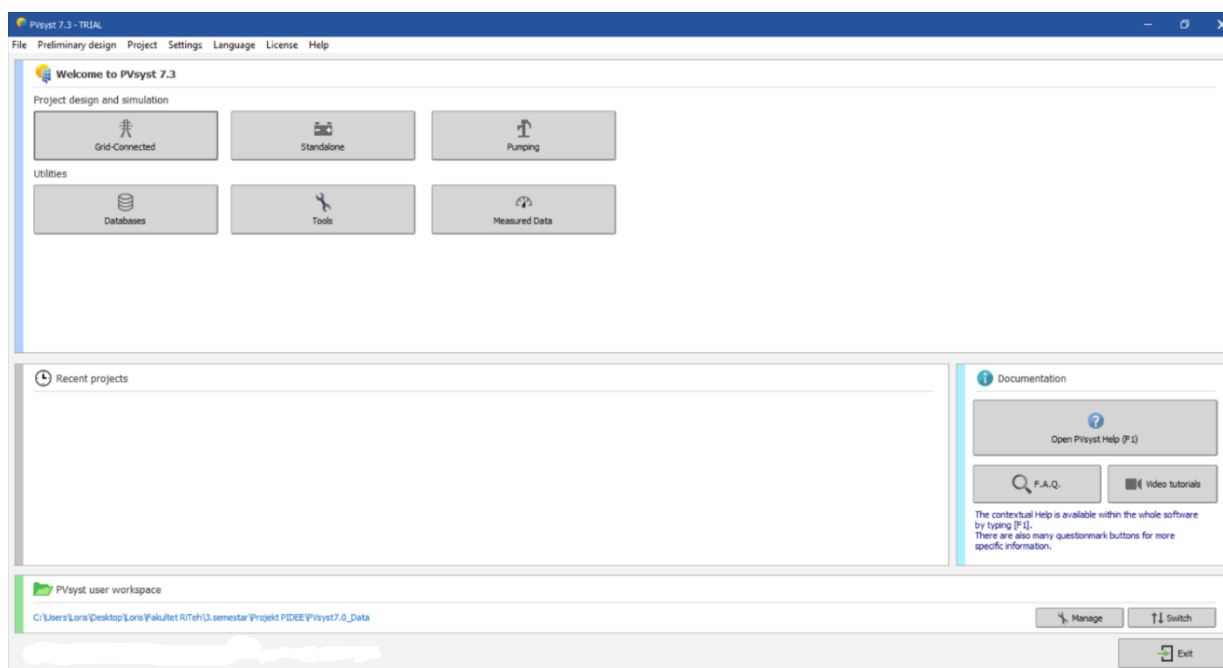 PVsyst 7.3 - TRIAL
File Preliminary design Project Settings Language License Help
Welcome to PVsyst 7.3
Project design and simulation
Grid-Connected
Standalone
Pumping
Utilities
Databases
Tools
Measured Data
Recent projects
Documentation
Open PVsyst Help (F1)
F.A.Q.
Video tutorials
The contextual Help is available within the whole software
by typing [F1].
There are also many questionmark buttons for more
specific information.
PVsyst user workspace
C:\Users\Loris\Desktop\Loris\Fakultet RiTeh\3.semestar\Projekt PIDEE\PVsyst7.0_Data
Manage
Switch
Exit